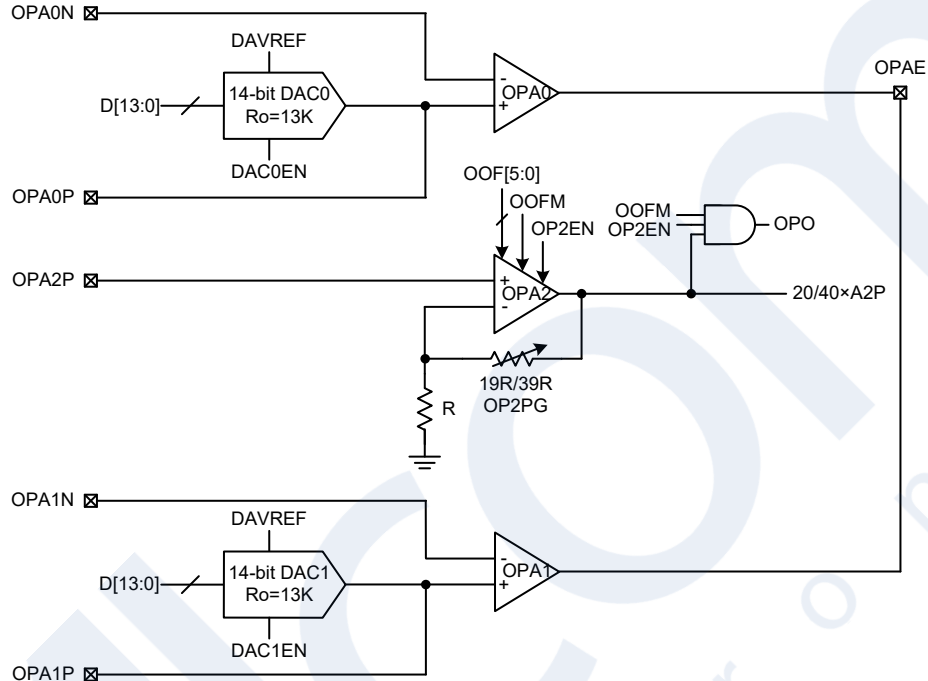 OPA0N
DAVREF
14-bit DAC0
Ro=13K
D[13:0]
DAC0EN
OPA0P
-
OPA0
+
OPAE
OOF[5:0]
OOFM
OP2EN
OOFM
OP2EN
OPO
OPA2P
+
OPA2
-
20/40×A2P
19R/39R
OP2PG
R
OPA1N
DAVREF
14-bit DAC1
Ro=13K
D[13:0]
DAC1EN
OPA1P
-
OPA1
+